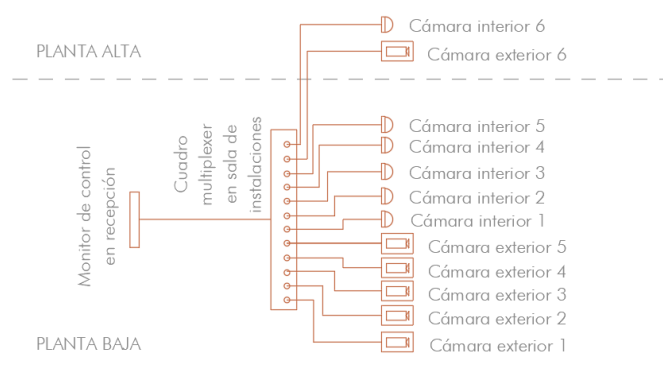 Cámara interior 6
PLANTA ALTA
Cámara exterior 6
Cuadro
multiplexer
en sala de
instalaciones
Monitor de control
en recepción
Cámara interior 5
Cámara interior 4
Cámara interior 3
Cámara interior 2
Cámara interior 1
Cámara exterior 5
Cámara exterior 4
Cámara exterior 3
Cámara exterior 2
PLANTA BAJA
Cámara exterior 1